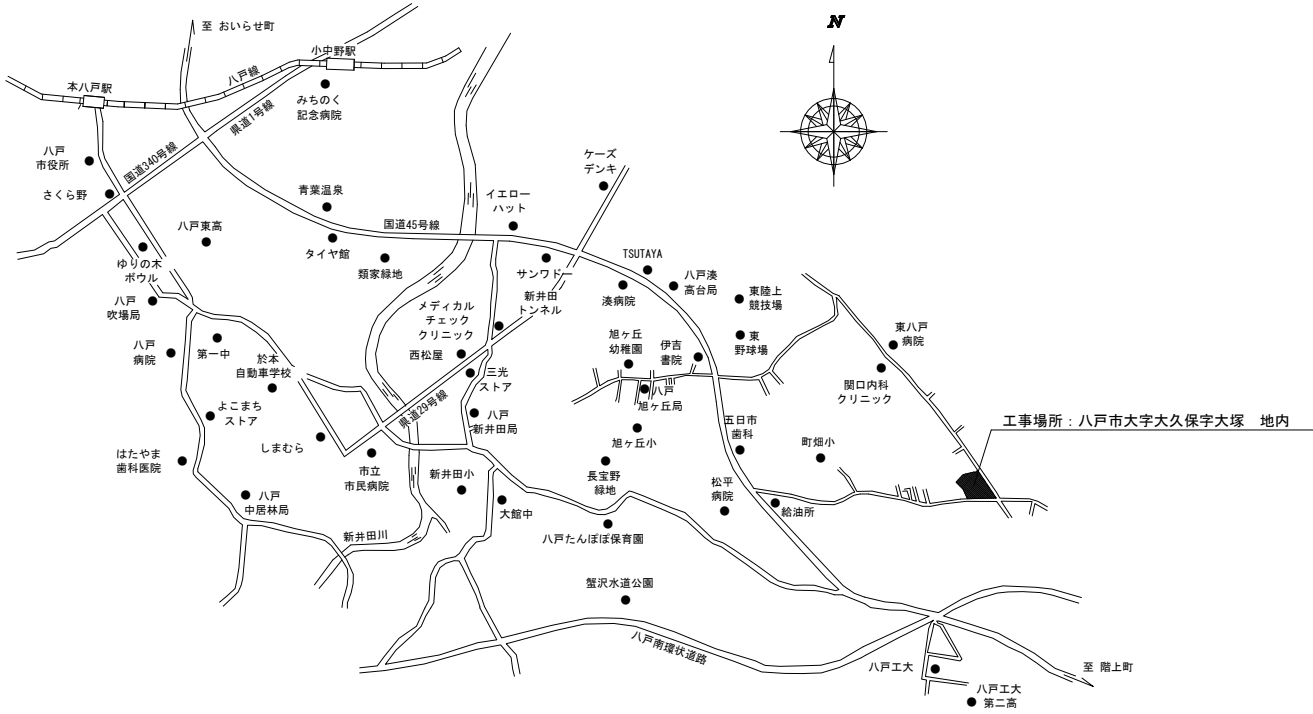 至 おいらせ町
N
小中野駅
八戸線
本八戸駅
みちのく
記念病院
県道1号線
国道340号線
八戸
市役所
さくら野
ケーズ
デンキ
青葉温泉
イエロー
ハット
国道45号線
八戸東高
タイヤ館
類家緑地
サンワドー
TSUTAYA
ゆりの木
ボウル
八戸湊
高台局
東陸上
競技場
湊病院
新井田
トンネル
メディカル
チェック
クリニック
八戸
吹場局
東
野球場
東八戸
病院
旭ヶ丘
幼稚園
伊吉
書院
八戸
病院
第一中
西松屋
於本
自動車学校
三光
ストア
関口内科
クリニック
八戸
旭ヶ丘局
県道29号線
よこまち
ストア
八戸
新井田局
旭ヶ丘小
五日市
歯科
町畑小
工事場所：八戸市大字大久保字大塚 地内
しまむら
はたやま
歯科医院
市立
市民病院
新井田小
長宝野
緑地
松平
病院
八戸
中居林局
大館中
給油所
新井田川
八戸たんぽぽ保育園
蟹沢水道公園
八戸南環状道路
八戸工大
至 階上町
八戸工大
第二高